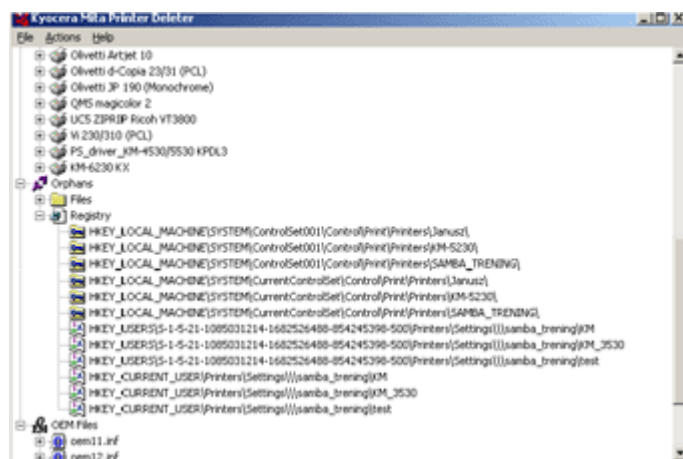 Kyocera Mita Printer Deleter
File Actions Help
Olivetti Artjet 10
Olivetti d-Copia 23/31 (PCL)
Olivetti JP 190 (Monochrome)
QMS magicolor 2
UC5 ZIPRIP Ricoh VT3800
Vi 230/310 (PCL)
PS_driver_KM-4530/5530 KPDL3
KM-6230 KX
Orphans
Files
Registry
HKEY_LOCAL_MACHINE\SYSTEM\ControlSet001\Control\Print\Printers\Janusz\
HKEY_LOCAL_MACHINE\SYSTEM\ControlSet001\Control\Print\Printers\KM-5230\
HKEY_LOCAL_MACHINE\SYSTEM\ControlSet001\Control\Print\Printers\SAMBA_TRENING\
HKEY_LOCAL_MACHINE\SYSTEM\CurrentControlSet\Control\Print\Printers\Janusz\
HKEY_LOCAL_MACHINE\SYSTEM\CurrentControlSet\Control\Print\Printers\KM-5230\
HKEY_LOCAL_MACHINE\SYSTEM\CurrentControlSet\Control\Print\Printers\SAMBA_TRENING\
HKEY_USERS\S-1-5-21-1085031214-1682526488-854245398-500\Printers\Settings\\\samba_trening\KM
HKEY_USERS\S-1-5-21-1085031214-1682526488-854245398-500\Printers\Settings\\\samba_trening\KM_3530
HKEY_USERS\S-1-5-21-1085031214-1682526488-854245398-500\Printers\Settings\\\samba_trening\test
HKEY_CURRENT_USER\Printers\Settings\\\samba_trening\KM
HKEY_CURRENT_USER\Printers\Settings\\\samba_trening\KM_3530
HKEY_CURRENT_USER\Printers\Settings\\\samba_trening\test
OEM Files
oem11.inf
oem12.inf